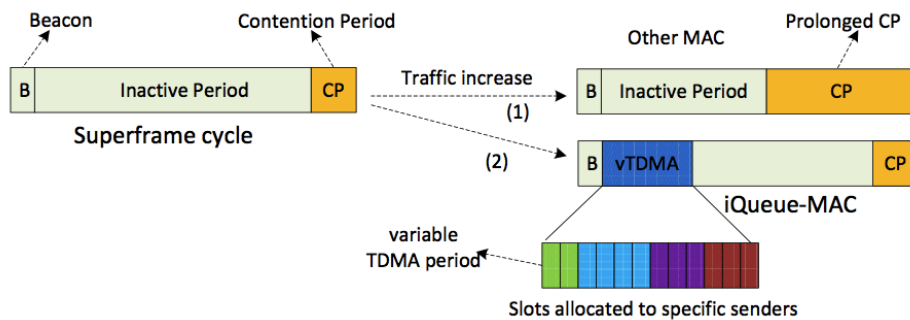 Beacon
Contention Period
Prolonged CP
Other MAC
B
Inactive Period
CP
Traffic increase
(1)
B
Inactive Period
CP
Superframe cycle
(2)
B
vTDMA
CP
iQueue-MAC
variable
TDMA period
Slots allocated to specific senders